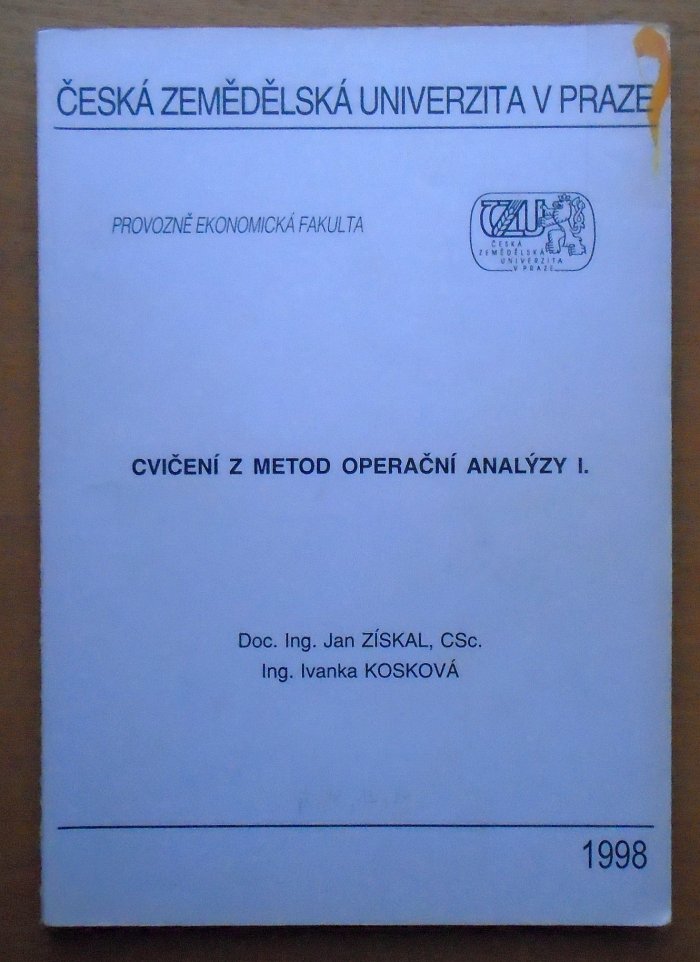 ČESKÁ ZEMĚDĚLSKÁ UNIVERZITA V PRAZE
PROVOZNĚ EKONOMICKÁ FAKULTA
ČZU
ČESKÁ
ZEMĚDĚLSKÁ
UNIVERZITA
V PRAZE
CVIČENÍ Z METOD OPERAČNÍ ANALÝZY I.
Doc. Ing. Jan ZÍSKAL, CSc.
Ing. Ivanka KOSKOVÁ
1998